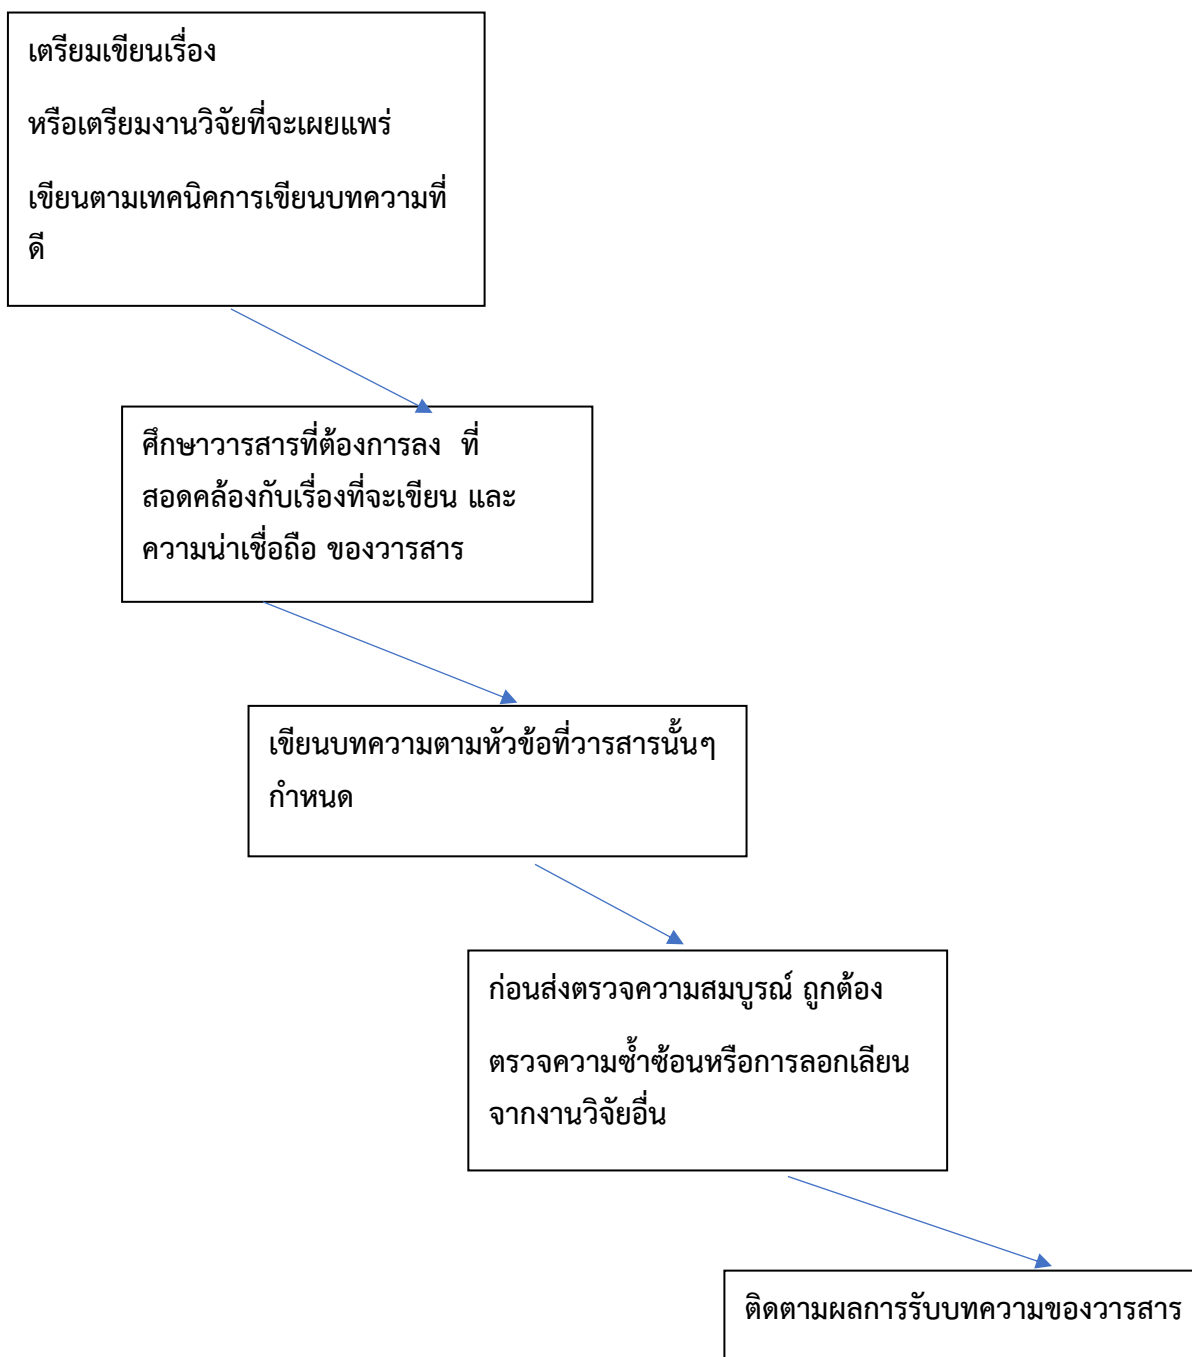 เตรียมเขียนเรื่อง
หรือเตรียมงานวิจัยที่จะเผยแพร่
เขียนตามเทคนิคการเขียนบทความที่
ดี
ศึกษาวารสารที่ต้องการลง ที่
สอดคล้องกับเรื่องที่จะเขียน และ
ความน่าเชื่อถือ ของวารสาร
เขียนบทความตามหัวข้อที่วารสารนั้นๆ
กำหนด
ก่อนส่งตรวจความสมบูรณ์ ถูกต้อง
ตรวจความซ้ำซ้อนหรือการลอกเลียน
จากงานวิจัยอื่น
ติดตามผลการรับบทความของวารสาร